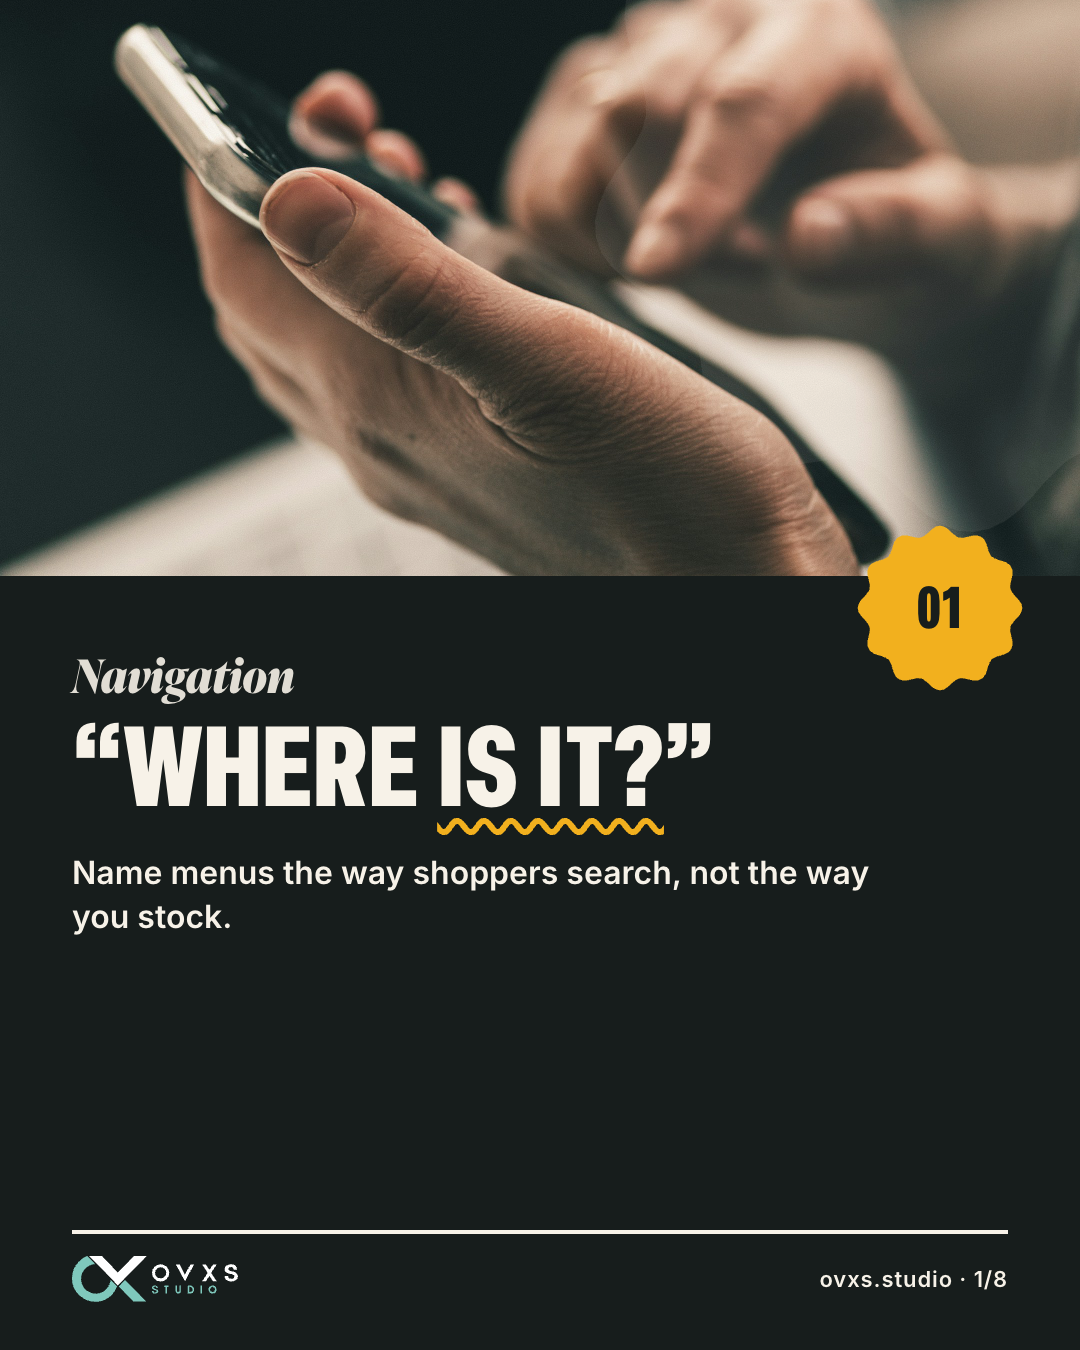 01
Navigation
“WHERE IS IT?”
Name menus the way shoppers search, not the way
you stock.
OVXS
STUDIO
ovxs.studio · 1/8